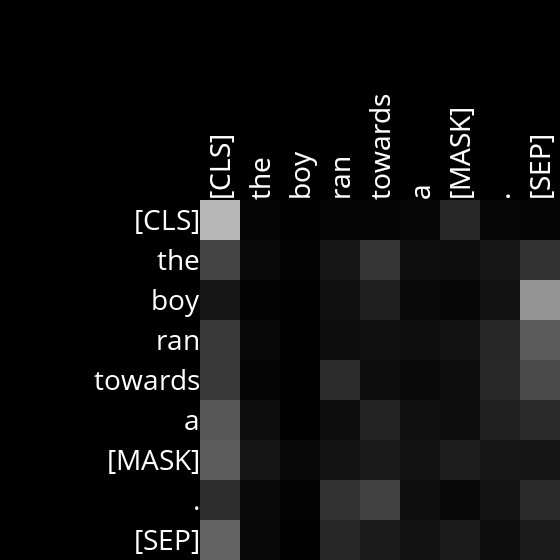 [CLS] the boy ran towards a [MASK] . [SEP]
[CLS]
the
boy
ran
towards
a
[MASK]
.
[SEP]